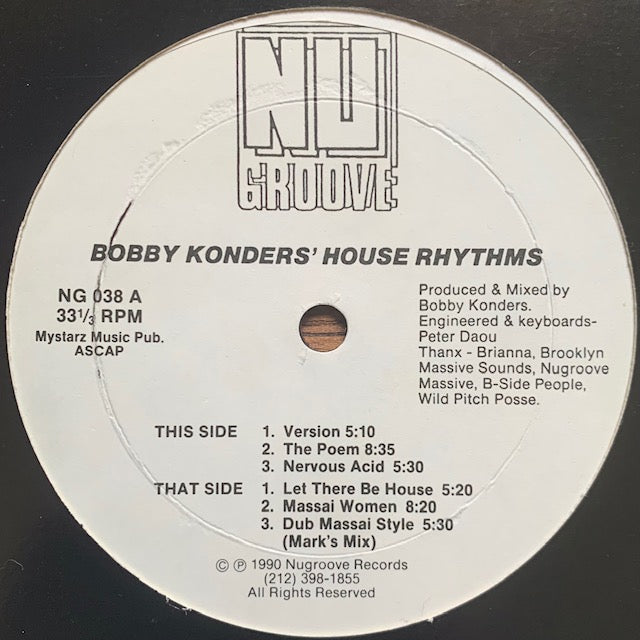 NU
GROOVE
BOBBY KONDERS' HOUSE RHYTHMS
NG 038 A
33⅓ RPM
Mystarz Music Pub.
ASCAP
Produced & Mixed by
Bobby Konders.
Engineered & keyboards-
Peter Daou
Thanx - Brianna, Brooklyn
Massive Sounds, Nugroove
Massive, B-Side People,
Wild Pitch Posse.
THIS SIDE 1. Version 5:10
2. The Poem 8:35
3. Nervous Acid 5:30
THAT SIDE 1. Let There Be House 5:20
2. Massai Women 8:20
3. Dub Massai Style 5:30
(Mark's Mix)
© ℗ 1990 Nugroove Records
(212) 398-1855
All Rights Reserved